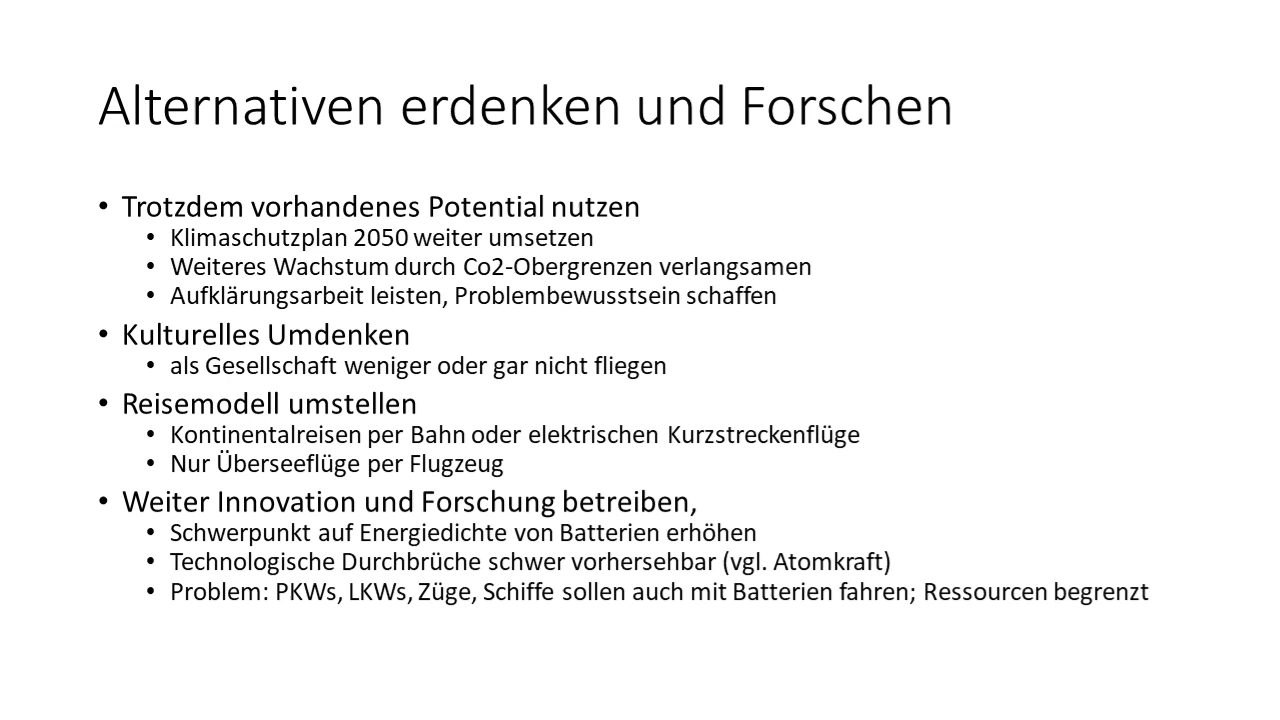 Alternativen erdenken und Forschen
• Trotzdem vorhandenes Potential nutzen
• Klimaschutzplan 2050 weiter umsetzen
• Weiteres Wachstum durch Co2-Obergrenzen verlangsamen
• Aufklärungsarbeit leisten, Problembewusstsein schaffen
• Kulturelles Umdenken
• als Gesellschaft weniger oder gar nicht fliegen
• Reisemodell umstellen
• Kontinentalreisen per Bahn oder elektrischen Kurzstreckenflüge
• Nur Überseeflüge per Flugzeug
• Weiter Innovation und Forschung betreiben,
• Schwerpunkt auf Energiedichte von Batterien erhöhen
• Technologische Durchbrüche schwer vorhersehbar (vgl. Atomkraft)
• Problem: PKWs, LKWs, Züge, Schiffe sollen auch mit Batterien fahren; Ressourcen begrenzt